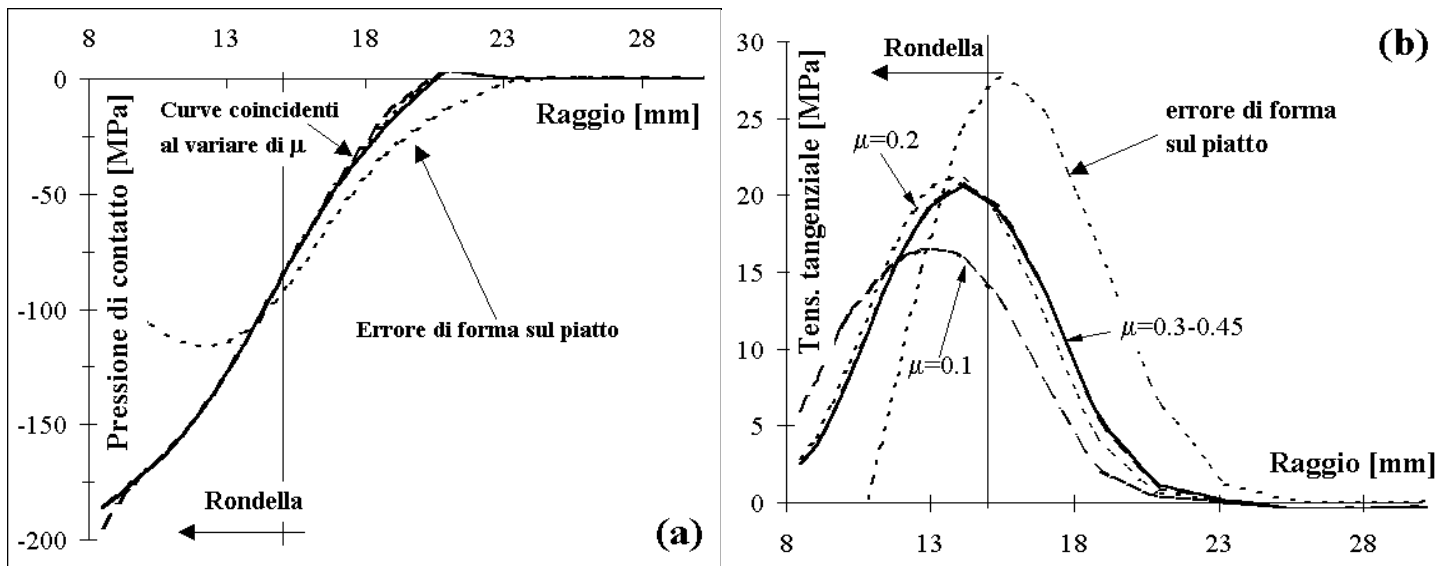 8 13 18 23 28
0
-50
-100
-150
-200
Pressione di contatto [MPa]
Raggio [mm]
Curve coincidenti
al variare di μ
Errore di forma sul piatto
Rondella
(a)
30
25
20
15
10
5
0
Tens. tangenziale [MPa]
Rondella
(b)
μ=0.2
errore di forma
sul piatto
μ=0.3-0.45
μ=0.1
Raggio [mm]
8 13 18 23 28